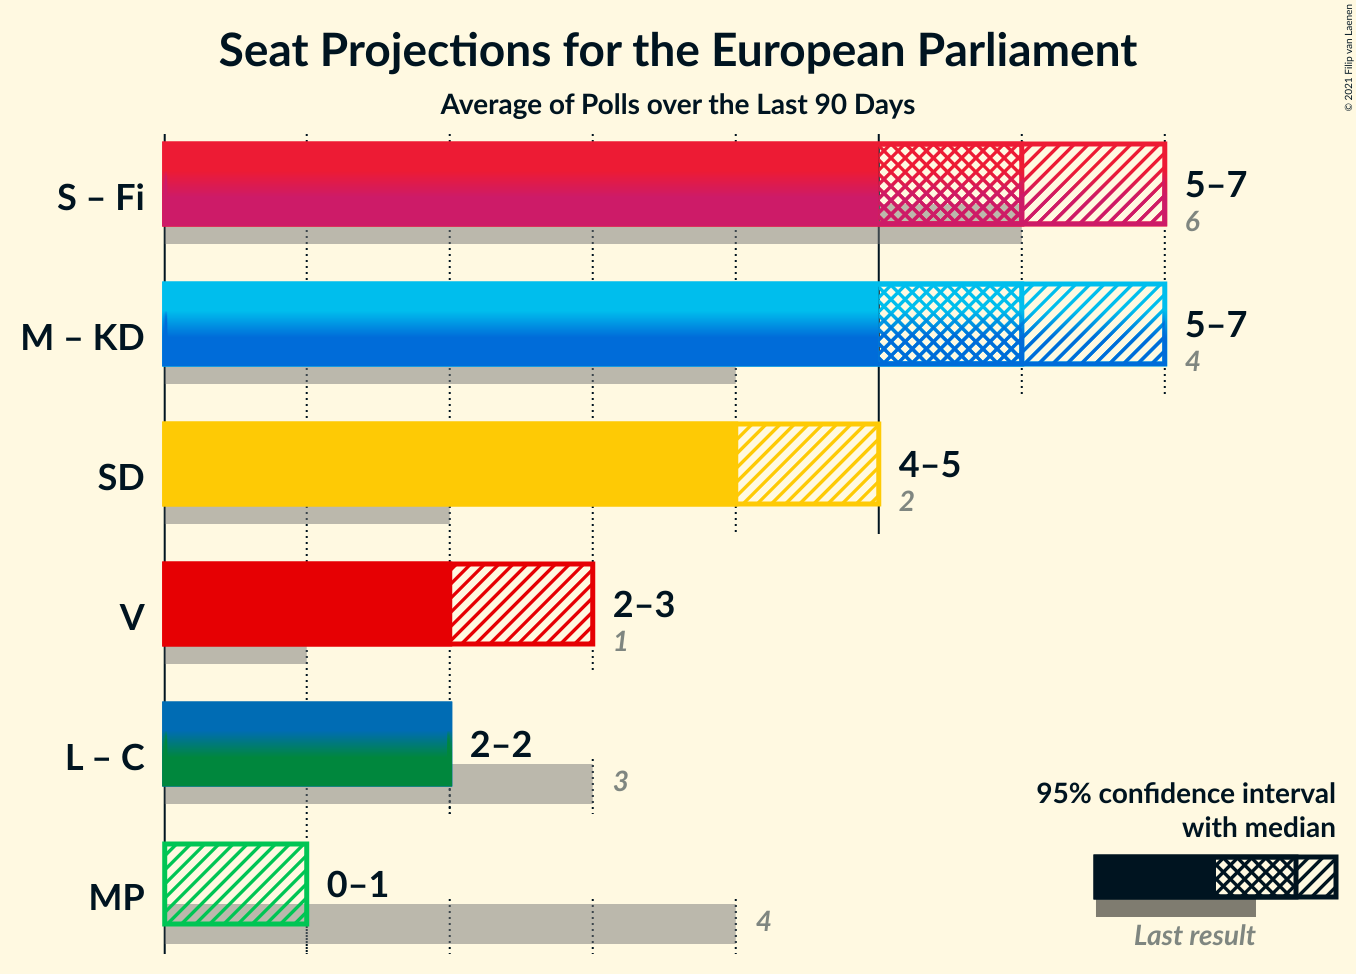 Seat Projections for the European Parliament
Average of Polls over the Last 90 Days
© 2021 Filip van Laenen
S – Fi
5–7
6
M – KD
5–7
4
SD
4–5
2
V
2–3
1
L – C
2–2
3
MP
0–1
4
95% confidence interval
with median
Last result